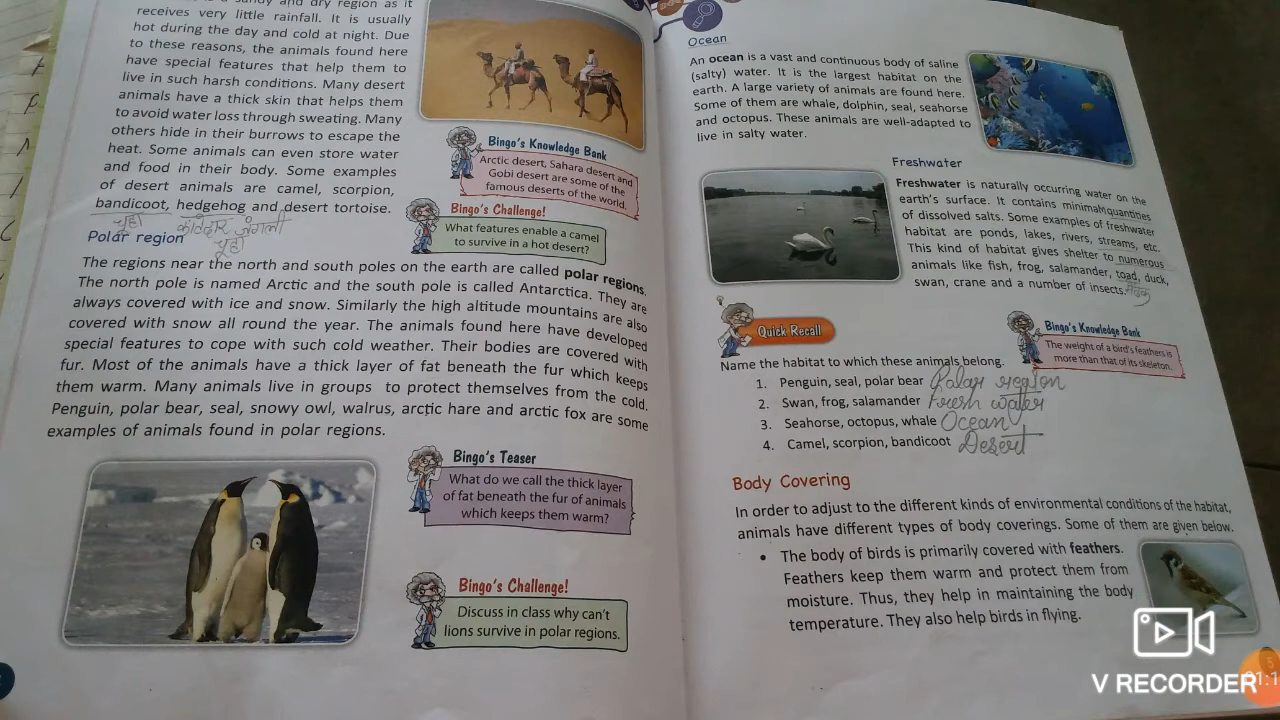 sandy and dry region as it
receives very little rainfall. It is usually
hot during the day and cold at night. Due
to these reasons, the animals found here
have special features that help them to
live in such harsh conditions. Many desert
animals have a thick skin that helps them
to avoid water loss through sweating. Many
others hide in their burrows to escape the
heat. Some animals can even store water
and food in their body. Some examples
of desert animals are camel, scorpion,
bandicoot, hedgehog and desert tortoise.
चूहा काँटेदार जंगली
चूहा
Bingo's Knowledge Bank
Arctic desert, Sahara desert and
Gobi desert are some of the
famous deserts of the world.
Bingo's Challenge!
What features enable a camel
to survive in a hot desert?
Polar region
The regions near the north and south poles on the earth are called polar regions.
The north pole is named Arctic and the south pole is called Antarctica. They are
always covered with ice and snow. Similarly the high altitude mountains are also
covered with snow all round the year. The animals found here have developed
special features to cope with such cold weather. Their bodies are covered with
fur. Most of the animals have a thick layer of fat beneath the fur which keeps
them warm. Many animals live in groups to protect themselves from the cold.
Penguin, polar bear, seal, snowy owl, walrus, arctic hare and arctic fox are some
examples of animals found in polar regions.
Bingo's Teaser
What do we call the thick layer
of fat beneath the fur of animals
which keeps them warm?
Bingo's Challenge!
Discuss in class why can't
lions survive in polar regions.
Ocean
An ocean is a vast and continuous body of saline
(salty) water. It is the largest habitat on the
earth. A large variety of animals are found here.
Some of them are whale, dolphin, seal, seahorse
and octopus. These animals are well-adapted to
live in salty water.
Freshwater
Freshwater is naturally occurring water on the
earth's surface. It contains minimal quantities
of dissolved salts. Some examples of freshwater
habitat are ponds, lakes, rivers, streams, etc.
This kind of habitat gives shelter to numerous
animals like fish, frog, salamander, toad, duck,
swan, crane and a number of insects.
Quick Recall
Name the habitat to which these animals belong.
1. Penguin, seal, polar bear Polar region
2. Swan, frog, salamander Fresh water
3. Seahorse, octopus, whale Ocean
4. Camel, scorpion, bandicoot Desert
Bingo's Knowledge Bank
The weight of a bird's feathers is
more than that of its skeleton.
Body Covering
In order to adjust to the different kinds of environmental conditions of the habitat,
animals have different types of body coverings. Some of them are given below.
• The body of birds is primarily covered with feathers.
Feathers keep them warm and protect them from
moisture. Thus, they help in maintaining the body
temperature. They also help birds in flying.
V RECORDER